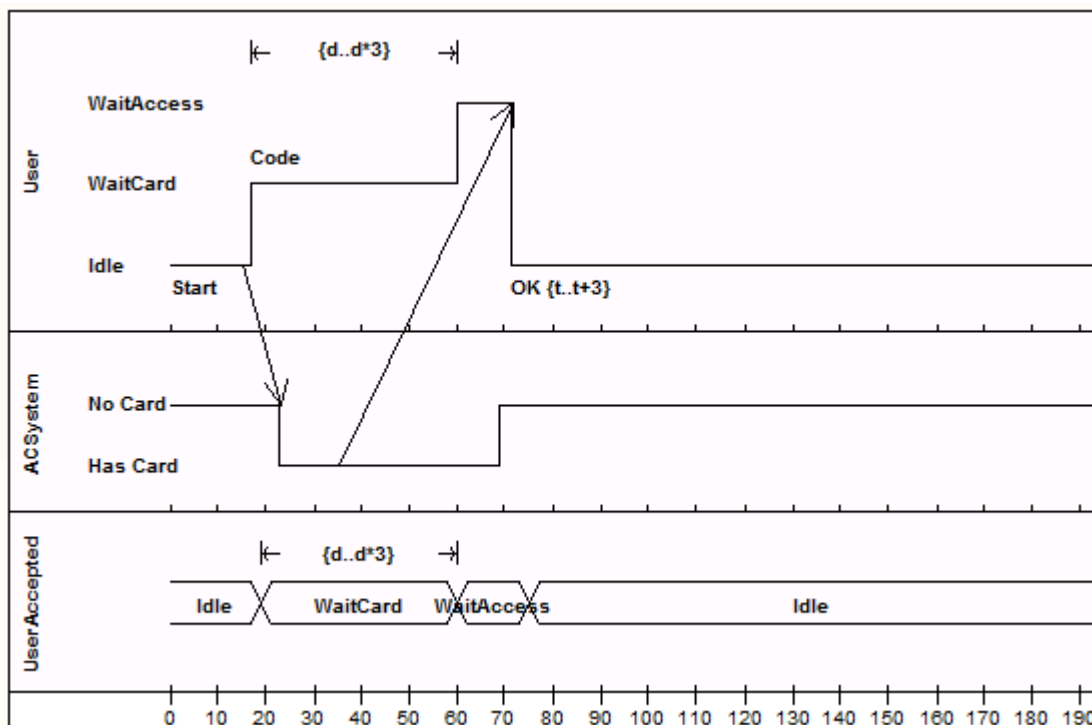 {d..d*3}
WaitAccess
User
Code
WaitCard
Idle
Start
OK {t..t+3}
ACSystem
No Card
Has Card
UserAccepted
{d..d*3}
Idle
WaitCard
WaitAccess
Idle
0 10 20 30 40 50 60 70 80 90 100 110 120 130 140 150 160 170 180 190